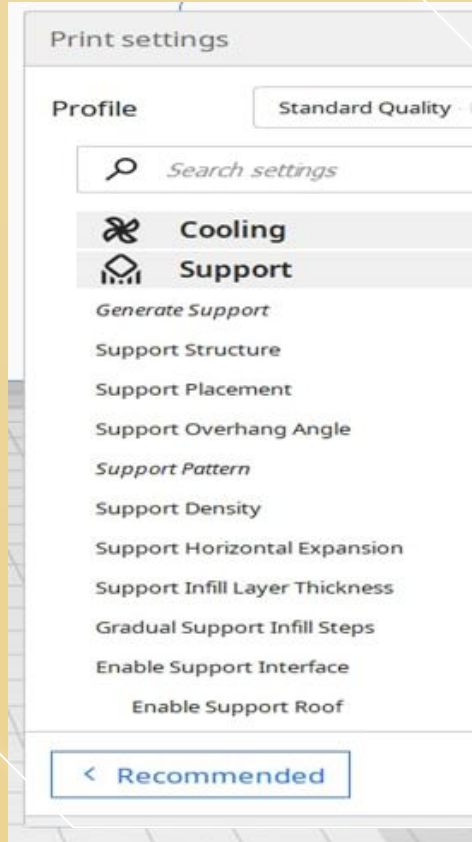 Print settings
Profile
Standard Quality
Search settings
Cooling
Support
Generate Support
Support Structure
Support Placement
Support Overhang Angle
Support Pattern
Support Density
Support Horizontal Expansion
Support Infill Layer Thickness
Gradual Support Infill Steps
Enable Support Interface
Enable Support Roof
< Recommended